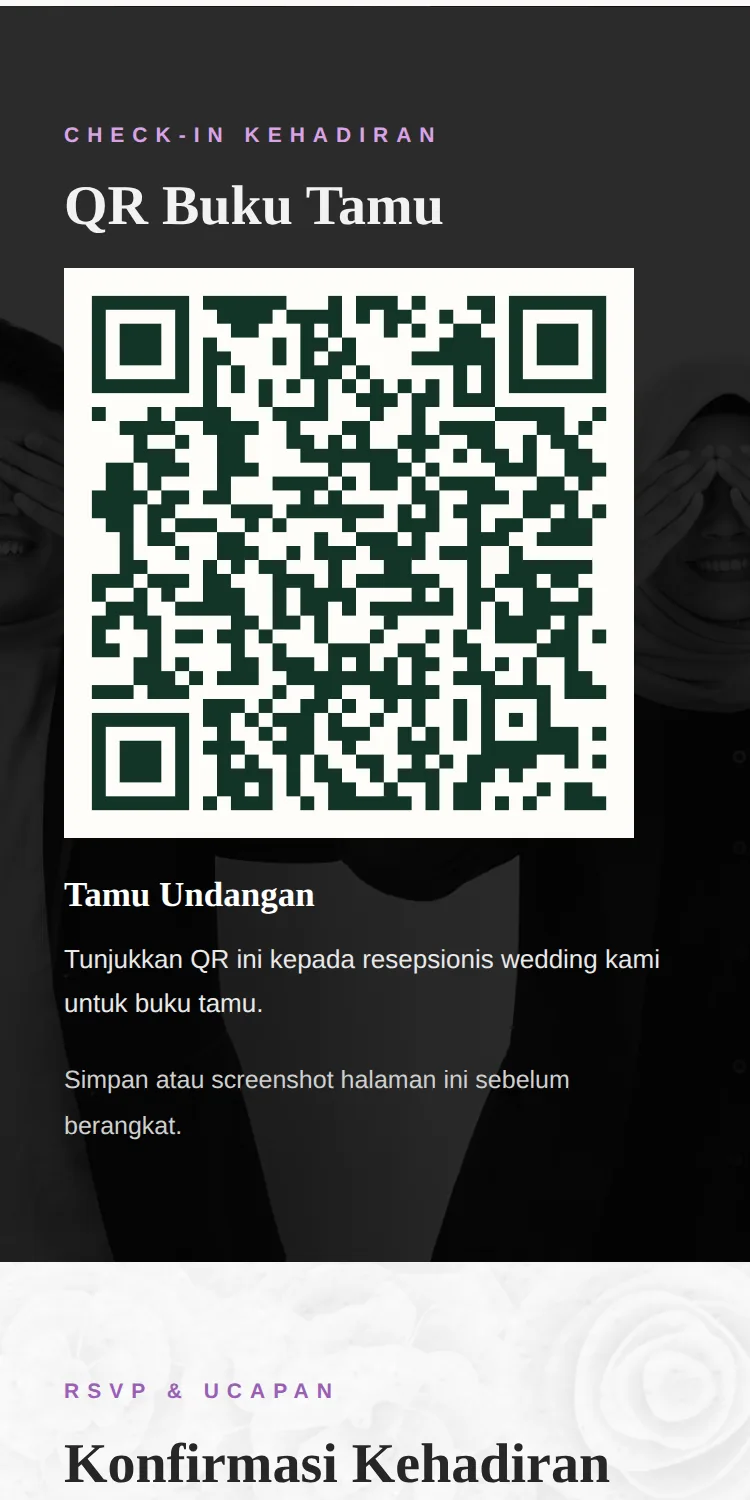 CHECK-IN KEHADIRAN
QR Buku Tamu
Tamu Undangan
Tunjukkan QR ini kepada resepsionis wedding kami
untuk buku tamu.
Simpan atau screenshot halaman ini sebelum
berangkat.
RSVP & UCAPAN
Konfirmasi Kehadiran